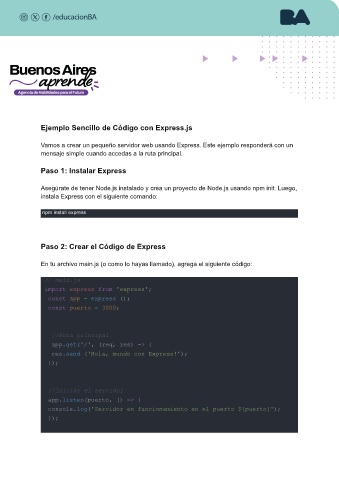 /educacionBA
BA
Buenos Aires
aprende
Agencia de Habilidades para el Futuro
Ejemplo Sencillo de Código con Express.js
Vamos a crear un pequeño servidor web usando Express. Este ejemplo responderá con un
mensaje simple cuando accedas a la ruta principal.
Paso 1: Instalar Express
Asegúrate de tener Node.js instalado y crea un proyecto de Node.js usando npm init. Luego,
instala Express con el siguiente comando:
npm install express
Paso 2: Crear el Código de Express
En tu archivo main.js (o como lo hayas llamado), agrega el siguiente código:
// main.js
import express from 'express';
const app = express ();
const puerto = 3000;
//Ruta principal
app.get('/', (req, res) => {
res.send ('Hola, mundo con Express!');
});
//Iniciar el servidor
app.listen(puerto, () => {
console.log(`Servidor en funcionamiento en el puerto ${puerto}`);
});